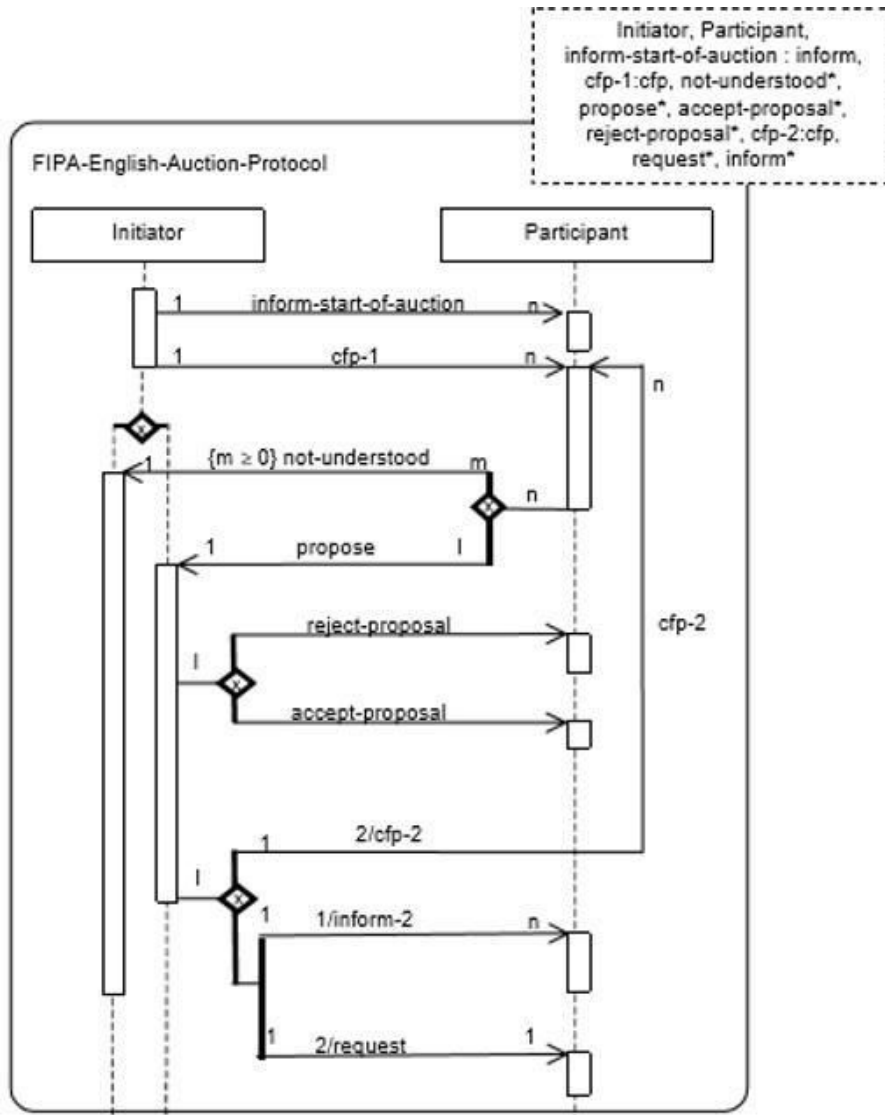 Initiator, Participant,
inform-start-of-auction : inform,
cfp-1:cfp, not-understood*,
propose*, accept-proposal*,
reject-proposal*, cfp-2:cfp,
request*, inform*
FIPA-English-Auction-Protocol
Initiator
Participant
1 inform-start-of-auction n
1 cfp-1 n
n
x
1 {m ≥ 0} not-understood m
x n
1 propose l
reject-proposal
cfp-2
l x
accept-proposal
1 2/cfp-2
l x
1 1/inform-2 n
1 2/request 1